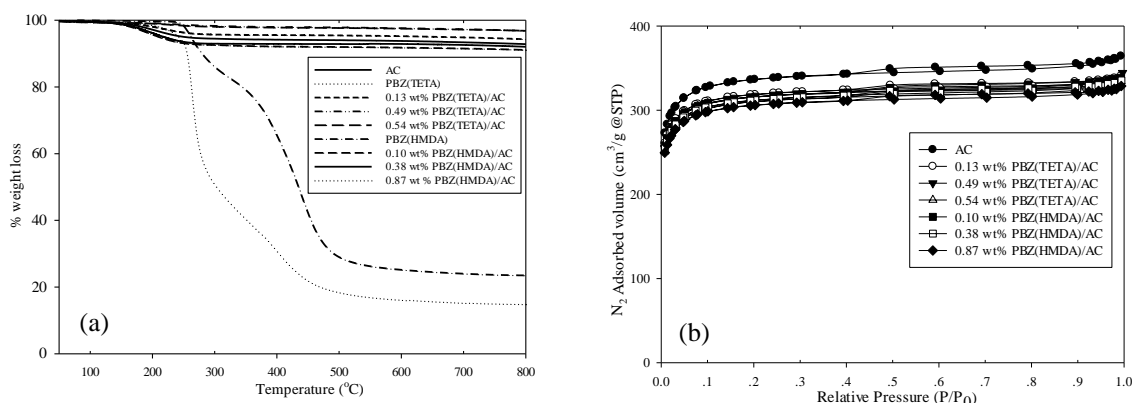 100
80
60
40
20
0
% weight loss
AC
PBZ(TETA)
0.13 wt% PBZ(TETA)/AC
0.49 wt% PBZ(TETA)/AC
0.54 wt% PBZ(TETA)/AC
PBZ(HMDA)
0.10 wt% PBZ(HMDA)/AC
0.38 wt% PBZ(HMDA)/AC
0.87 wt % PBZ(HMDA)/AC
(a)
100 200 300 400 500 600 700 800
Temperature (°C)
400
300
200
100
0
N₂ Adsorbed volume (cm³/g @STP)
AC
0.13 wt% PBZ(TETA)/AC
0.49 wt% PBZ(TETA)/AC
0.54 wt% PBZ(TETA)/AC
0.10 wt% PBZ(HMDA)/AC
0.38 wt% PBZ(HMDA)/AC
0.87 wt% PBZ(HMDA)/AC
(b)
0.0 .1 .2 .3 .4 .5 .6 .7 .8 .9 1.0
Relative Pressure (P/P₀)